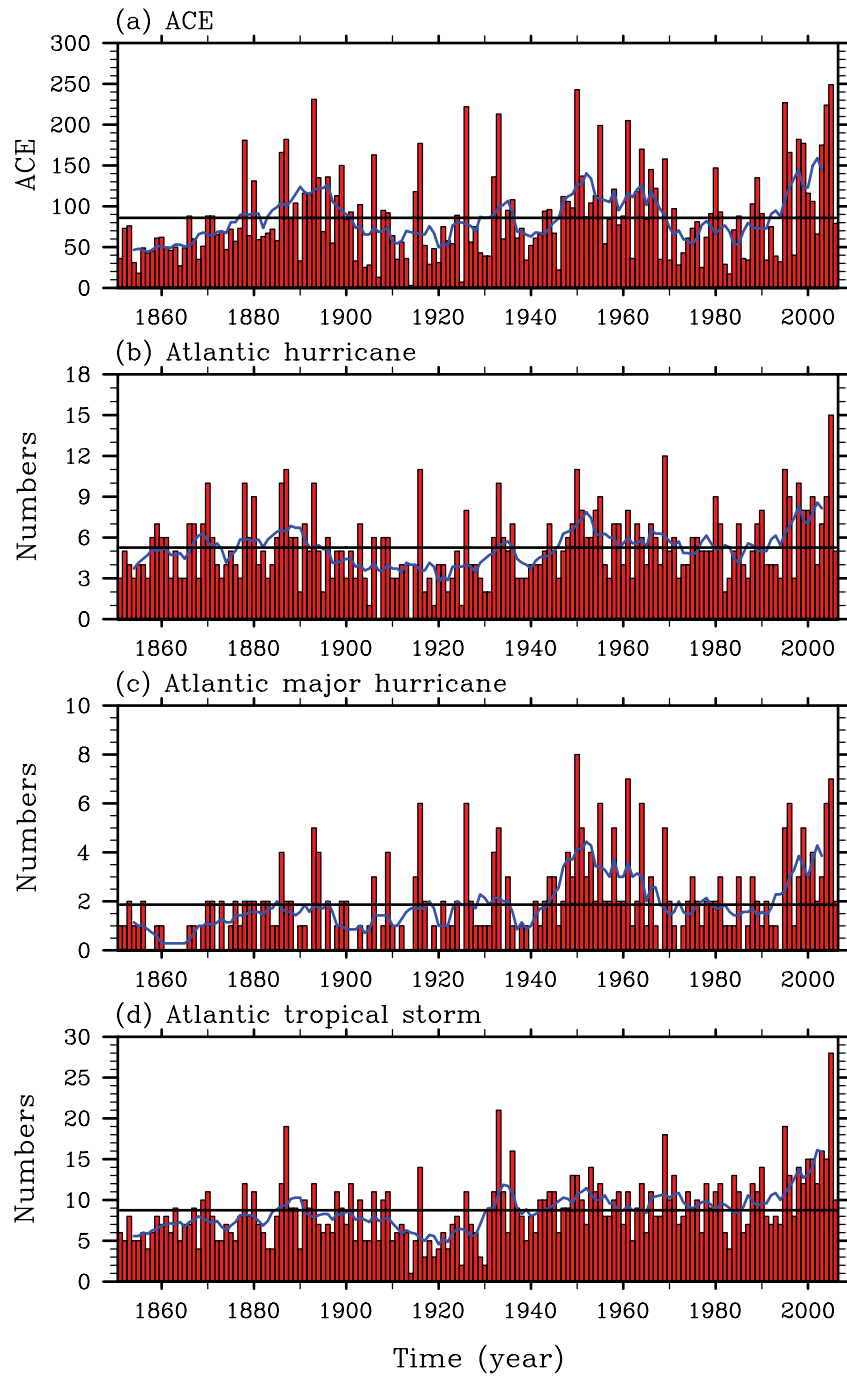 (a) ACE
300
250
200
150
100
50
0
ACE
1860 1880 1900 1920 1940 1960 1980 2000
(b) Atlantic hurricane
18
15
12
9
6
3
0
Numbers
1860 1880 1900 1920 1940 1960 1980 2000
(c) Atlantic major hurricane
10
8
6
4
2
0
Numbers
1860 1880 1900 1920 1940 1960 1980 2000
(d) Atlantic tropical storm
30
25
20
15
10
5
0
Numbers
1860 1880 1900 1920 1940 1960 1980 2000
Time (year)